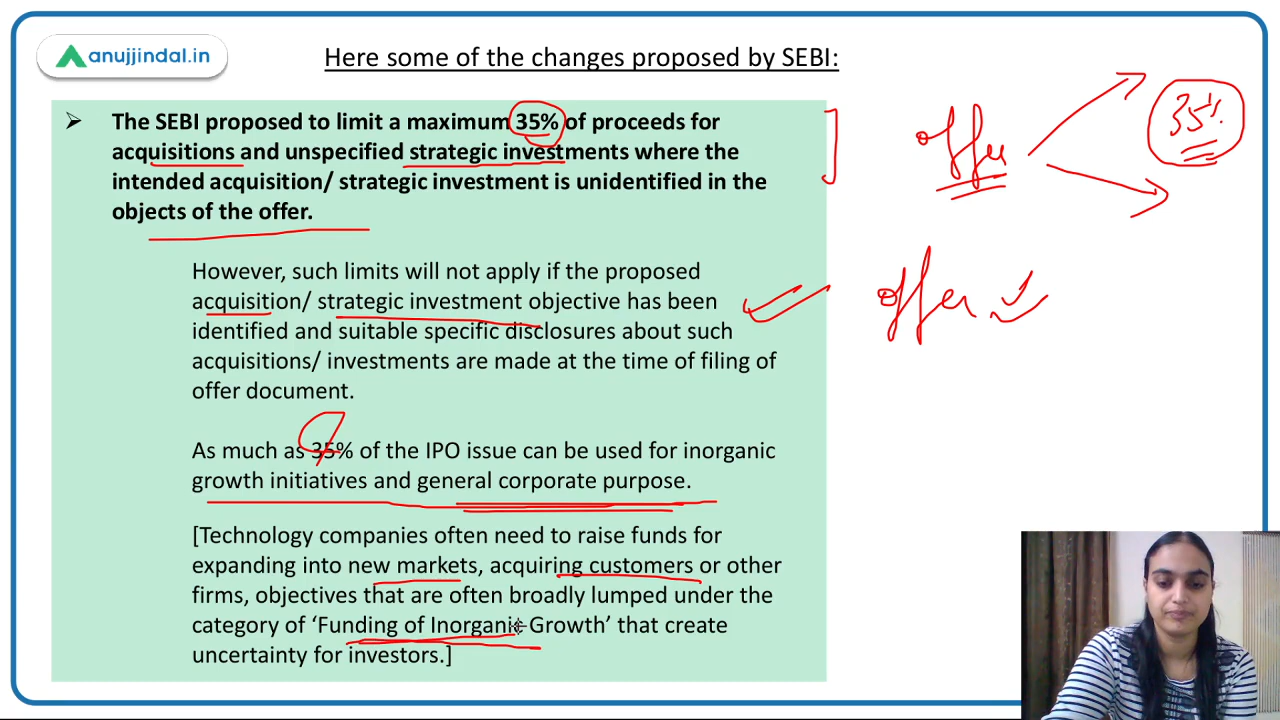 anujjindal.in
Here some of the changes proposed by SEBI:
➢ The SEBI proposed to limit a maximum 35% of proceeds for
acquisitions and unspecified strategic investments where the
intended acquisition/ strategic investment is unidentified in the
objects of the offer.
However, such limits will not apply if the proposed
acquisition/ strategic investment objective has been
identified and suitable specific disclosures about such
acquisitions/ investments are made at the time of filing of
offer document.
As much as 35% of the IPO issue can be used for inorganic
growth initiatives and general corporate purpose.
[Technology companies often need to raise funds for
expanding into new markets, acquiring customers or other
firms, objectives that are often broadly lumped under the
category of ‘Funding of Inorganic Growth’ that create
uncertainty for investors.]
offer
35%
offer